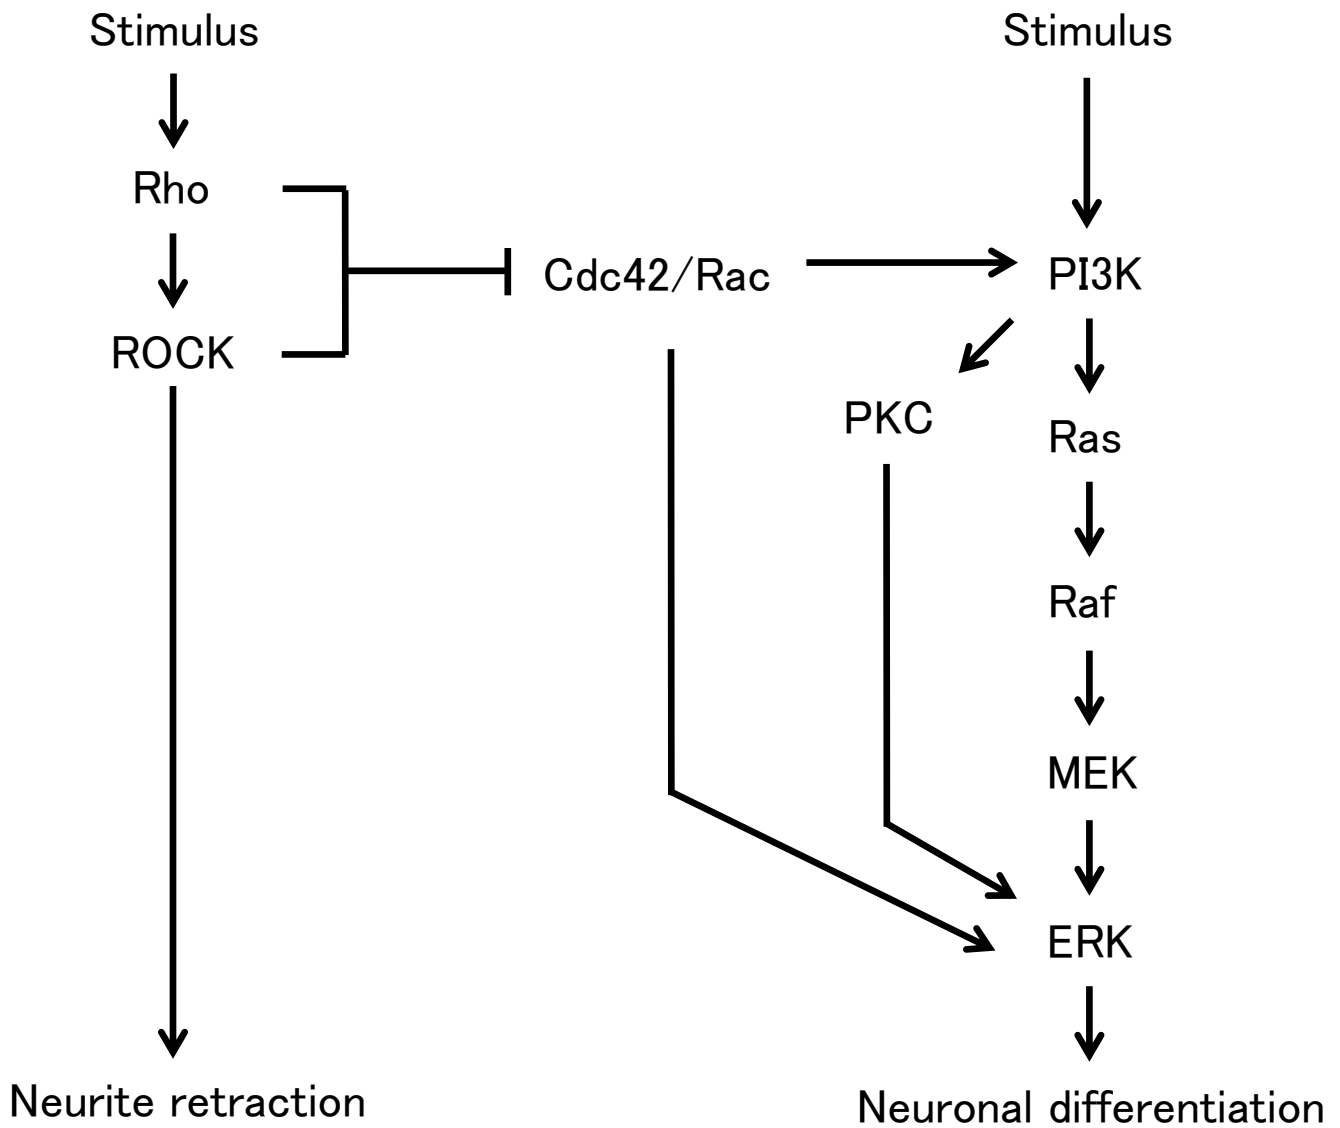 Stimulus
Stimulus
Rho
Cdc42/Rac
PI3K
ROCK
PKC
Ras
Raf
MEK
ERK
Neurite retraction
Neuronal differentiation